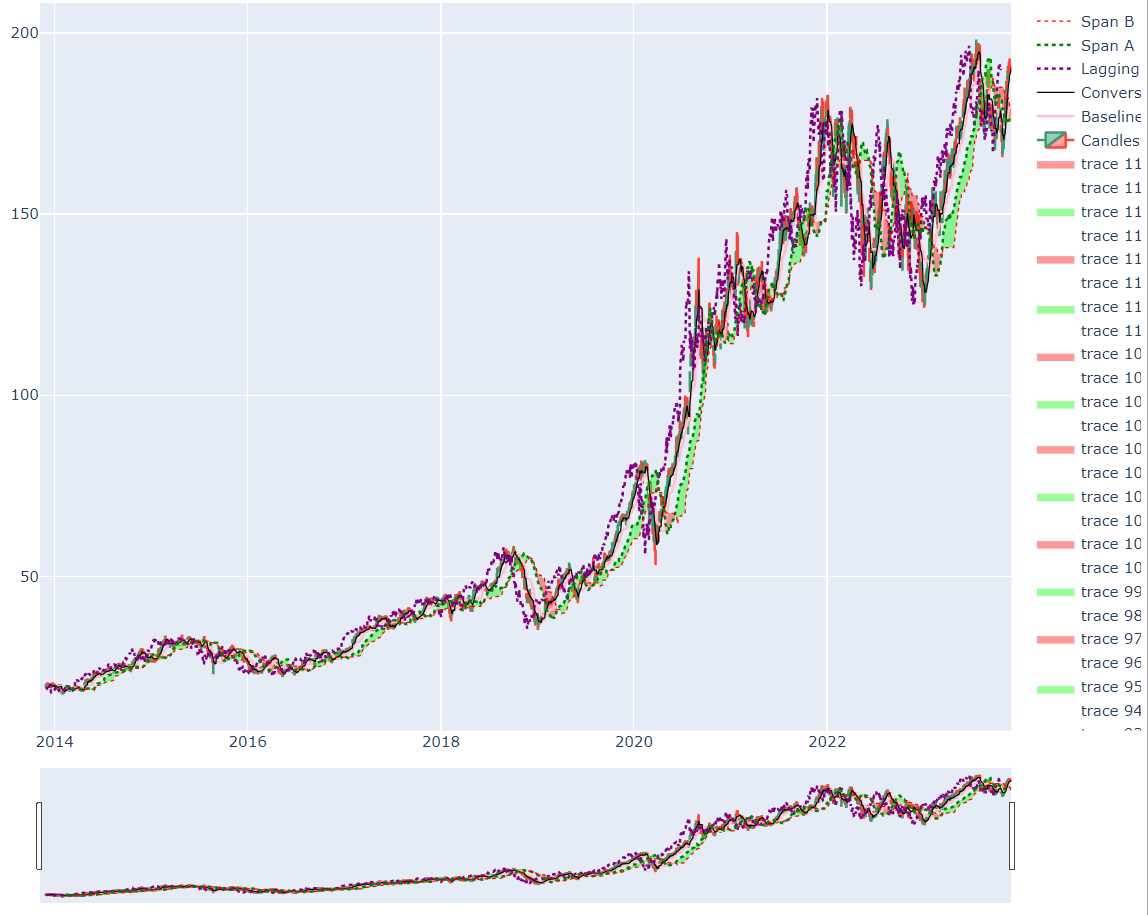 200
150
100
50
2014 2016 2018 2020 2022
Span B
Span A
Lagging
Convers
Baseline
Candles
trace 11
trace 11
trace 11
trace 11
trace 11
trace 11
trace 11
trace 11
trace 10
trace 10
trace 10
trace 10
trace 10
trace 10
trace 10
trace 10
trace 10
trace 10
trace 99
trace 98
trace 97
trace 96
trace 95
trace 94